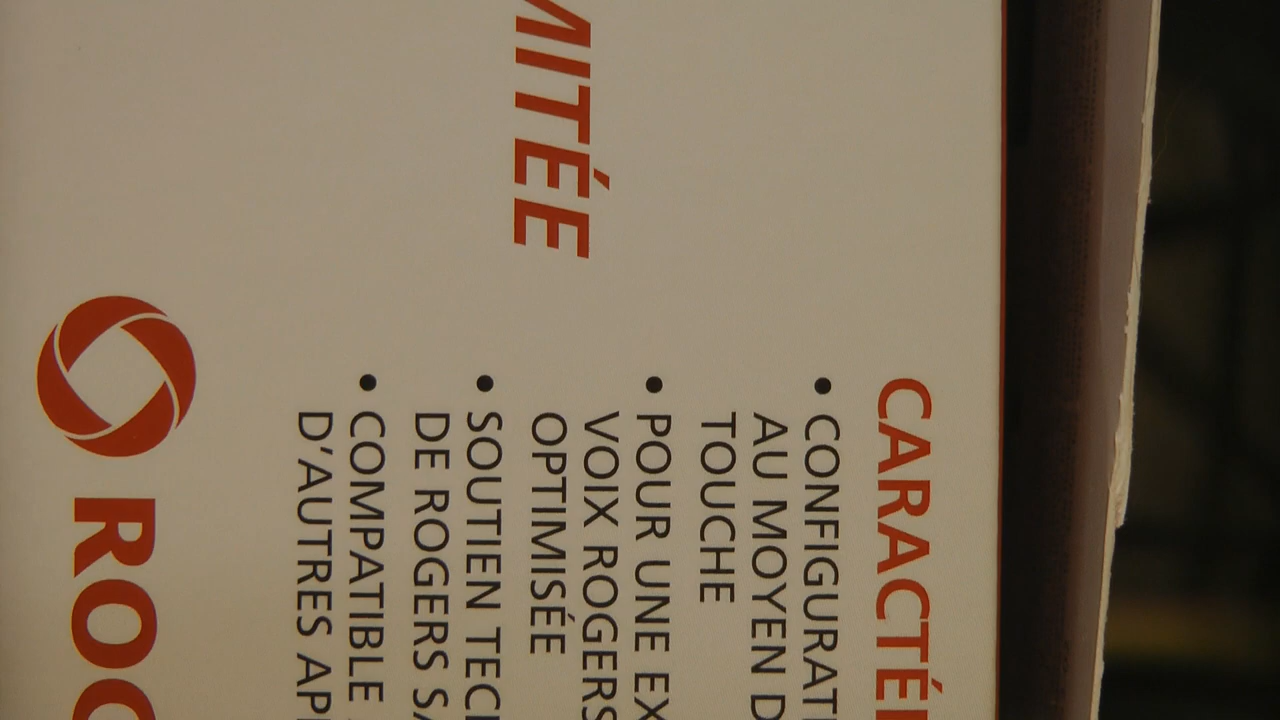 MITÉE
CARACTÉ
• CONFIGURAT
AU MOYEN D
TOUCHE
• POUR UNE EX
VOIX ROGERS
OPTIMISÉE
• SOUTIEN TEC
DE ROGERS SA
• COMPATIBLE
D'AUTRES AP
ROG